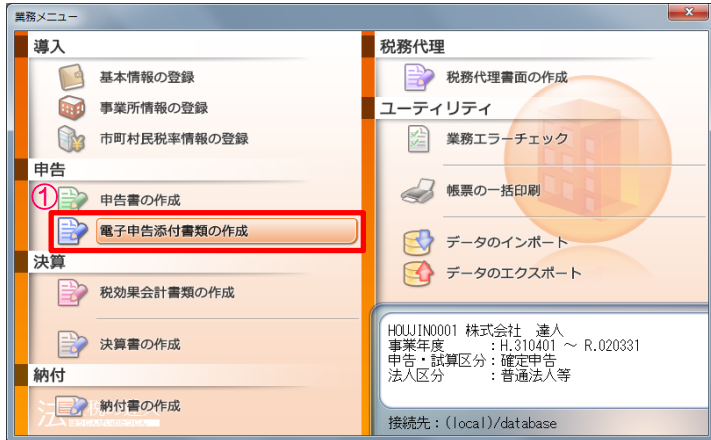 業務メニュー
導入
基本情報の登録
事業所情報の登録
市町村民税率情報の登録
申告
①
申告書の作成
電子申告添付書類の作成
決算
税効果会計書類の作成
決算書の作成
納付
納付書の作成
税務代理
税務代理書面の作成
ユーティリティ
業務エラーチェック
帳票の一括印刷
データのインポート
データのエクスポート
HOUJIN0001 株式会社 達人
事業年度 :H.310401 ～ R.020331
申告・試算区分:確定申告
法人区分 :普通法人等
接続先:(local)/database